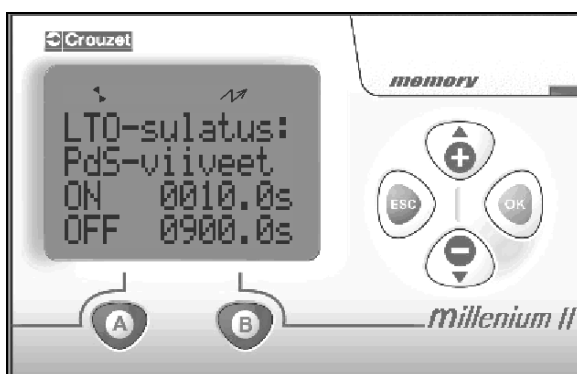 Crouzet
memory
LTO-sulatus:
PdS-viiveet
ON 0010.0s
OFF 0900.0s
ESC
OK
A
B
millenium II